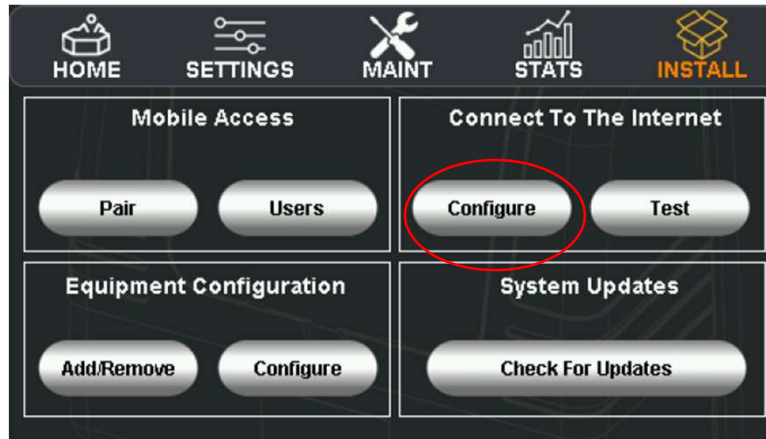 HOME SETTINGS MAINT STATS INSTALL
Mobile Access
Pair Users
Connect To The Internet
Configure Test
Equipment Configuration
Add/Remove Configure
System Updates
Check For Updates